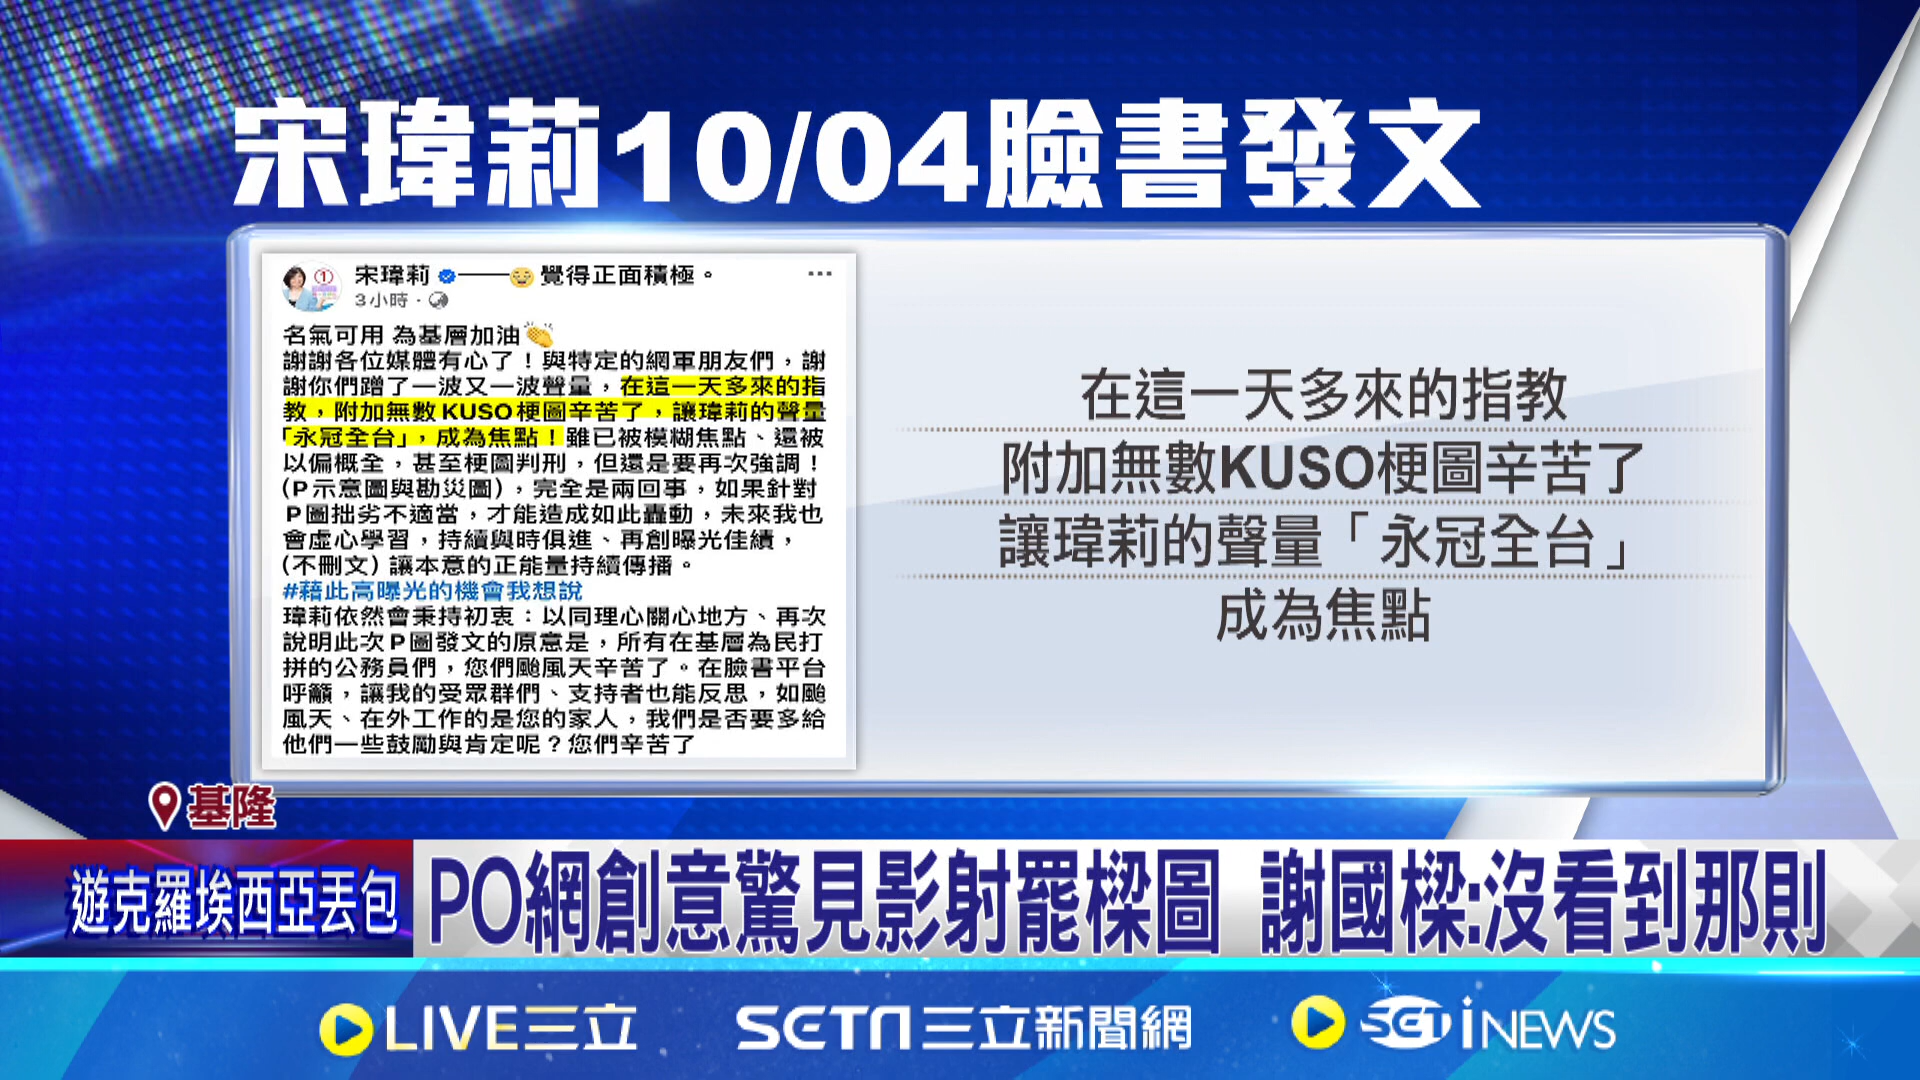 宋瑋莉10/04臉書發文
宋瑋莉 覺得正面積極。
3小時 ·
名氣可用 為基層加油
謝謝各位媒體有心了！與特定的網軍朋友們，謝
謝你們蹭了一波又一波聲量，在這一天多來的指
教，附加無數KUSO梗圖辛苦了，讓瑋莉的聲量
「永冠全台」，成為焦點！雖已被模糊焦點、還被
以偏概全，甚至梗圖判刑，但還是要再次強調！
(P示意圖與勘災圖)，完全是兩回事，如果針對
P圖拙劣不適當，才能造成如此轟動，未來我也
會虛心學習，持續與時俱進、再創曝光佳績，
(不刪文) 讓本意的正能量持續傳播。
#藉此高曝光的機會我想說
瑋莉依然會秉持初衷：以同理心關心地方、再次
說明此次P圖發文的原意是，所有在基層為民打
拼的公務員們，您們颱風天辛苦了。在臉書平台
呼籲，讓我的受眾群們、支持者也能反思，如颱
風天、在外工作的是您的家人，我們是否要多給
他們一些鼓勵與肯定呢？您們辛苦了
在這一天多來的指教
附加無數KUSO梗圖辛苦了
讓瑋莉的聲量「永冠全台」
成為焦點
基隆
遊克羅埃西亞丟包
PO網創意驚見影射罷樑圖 謝國樑:沒看到那則
LIVE三立
SETN三立新聞網
SET iNEWS